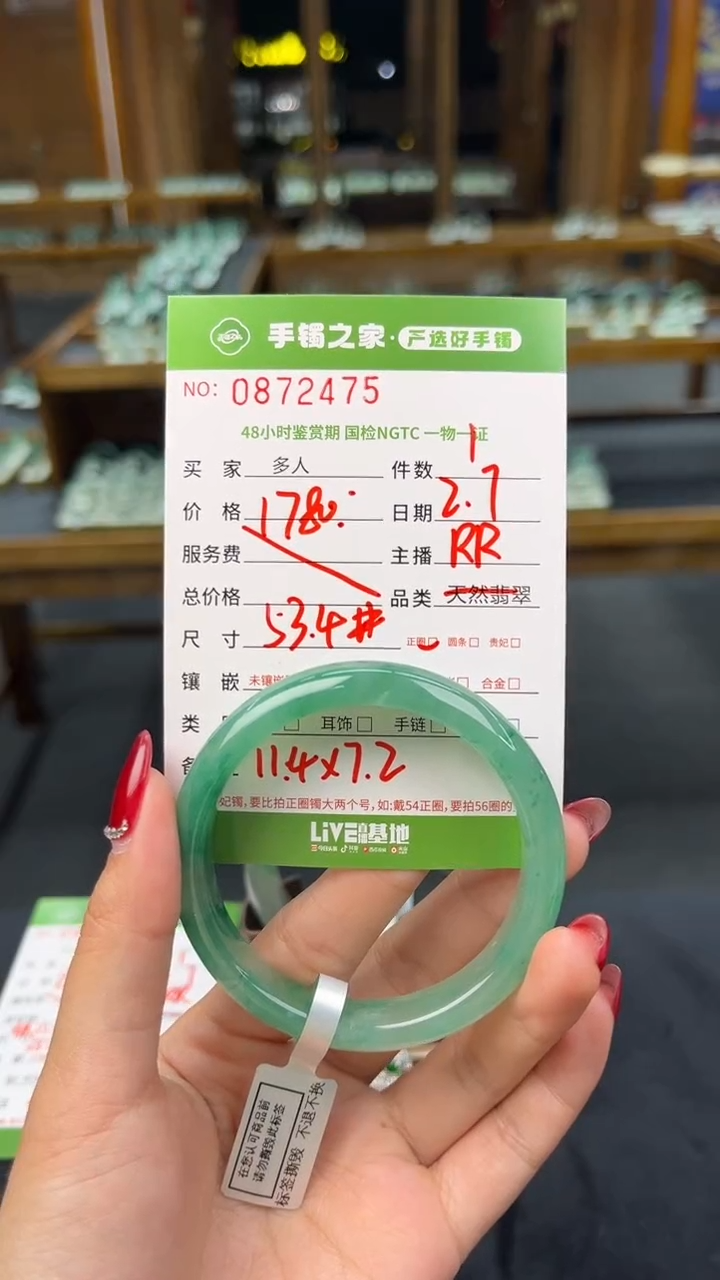 手镯之家·严选好手镯
NO: 0872475
48小时鉴赏期 国检NGTC 一物一证
买家 多人 件数 1
价格 1780. 日期 2.7
服务费 主播 RR
总价格 品类 天然翡翠
尺寸 53.4# 正圈 圆条 贵妃
镶嵌 未镶嵌 合金
类 耳饰 手链
11.4×7.2
妃镯,要比拍正圈镯大两个号,如:戴54正圈,要拍56圈的
LiVE 基地
在您认可商品前
请勿撕毁此标签
标签撕毁 不退不换